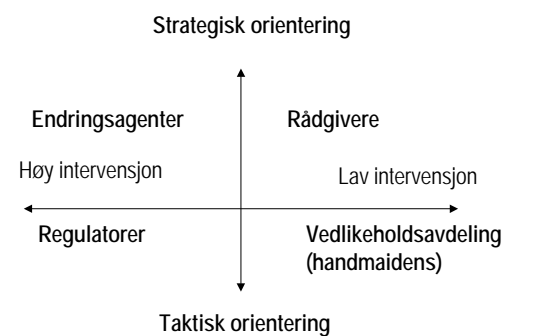 Strategisk orientering
Endringsagenter
Rådgivere
Høy intervensjon
Lav intervensjon
Regulatorer
Vedlikeholdsavdeling
(handmaidens)
Taktisk orientering